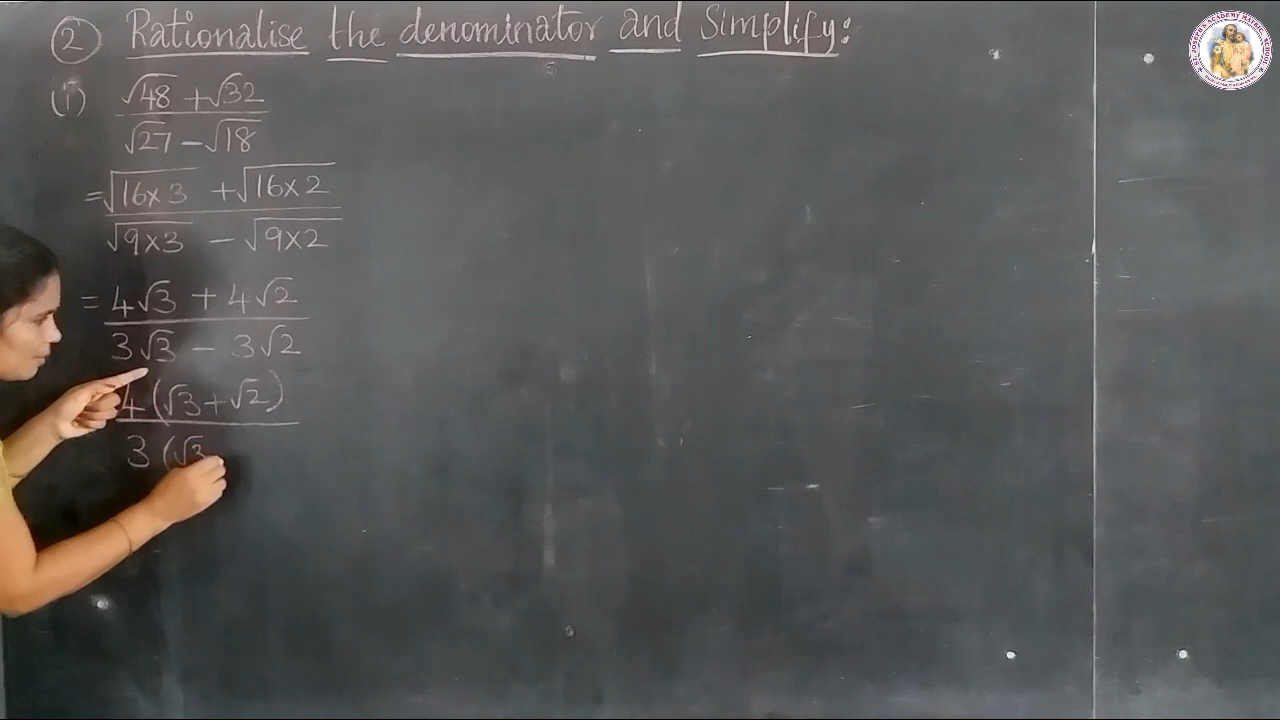 ② Rationalise the denominator and Simplify:
(i) √48 + √32
√27 – √18
= √16×3 + √16×2
√9×3 – √9×2
= 4√3 + 4√2
3√3 – 3√2
4(√3+√2)
3(√3